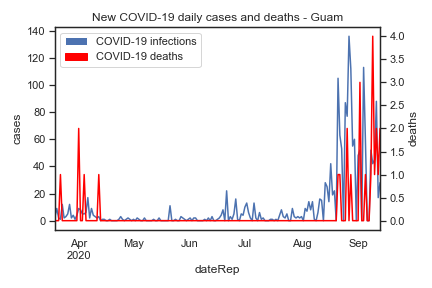 New COVID-19 daily cases and deaths - Guam
COVID-19 infections
COVID-19 deaths
cases
140
120
100
80
60
40
20
0
deaths
4.0
3.5
3.0
2.5
2.0
1.5
1.0
0.5
0.0
Apr
2020
May
Jun
Jul
Aug
Sep
dateRep